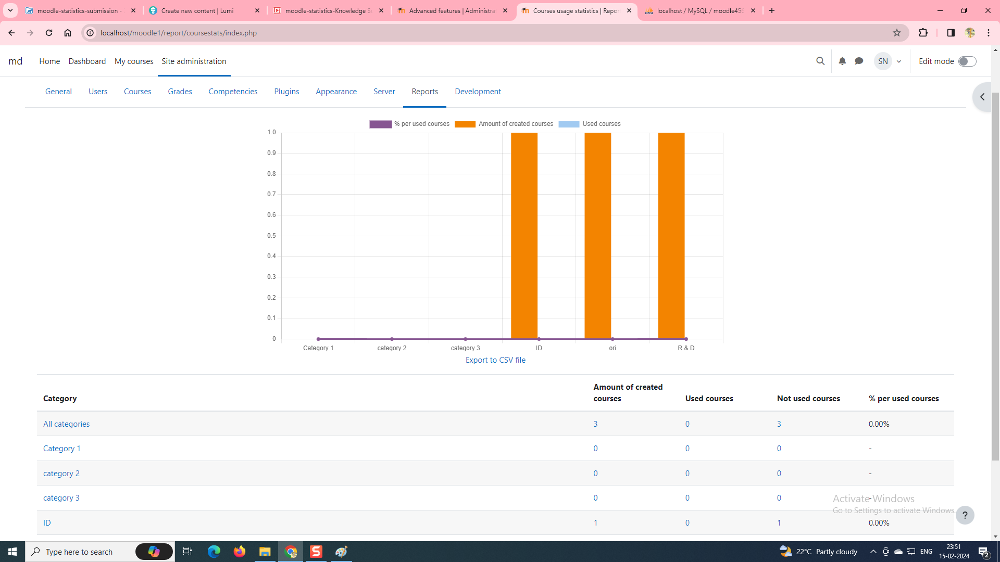 moodle-statistics-submission -
Create new content | Lumi
moodle-statistics-Knowledge S
Advanced features | Administra
Courses usage statistics | Repor
localhost / MySQL / moodle456
localhost/moodle1/report/coursestats/index.php
md Home Dashboard My courses Site administration SN Edit mode
General Users Courses Grades Competencies Plugins Appearance Server Reports Development
% per used courses Amount of created courses Used courses
1.0
0.9
0.8
0.7
0.6
0.5
0.4
0.3
0.2
0.1
0
Category 1 category 2 category 3 ID ori R & D
Export to CSV file
Category Amount of created courses Used courses Not used courses % per used courses
All categories 3 0 3 0.00%
Category 1 0 0 0 -
category 2 0 0 0 -
category 3 0 0 0 -
Activate Windows
Go to Settings to activate Windows.
?
ID 1 0 1 0.00%
Type here to search
22°C Partly cloudy
ENG
23:51
15-02-2024
2